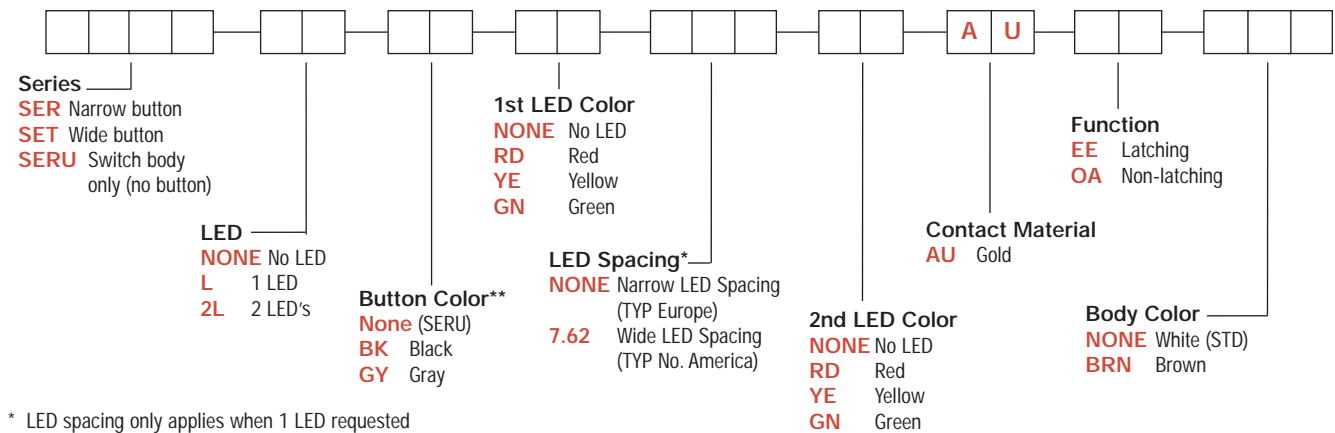 A U
Series
SER Narrow button
SET Wide button
SERU Switch body
only (no button)
LED
NONE No LED
L 1 LED
2L 2 LED's
Button Color**
None (SERU)
BK Black
GY Gray
1st LED Color
NONE No LED
RD Red
YE Yellow
GN Green
LED Spacing*
NONE Narrow LED Spacing
(TYP Europe)
7.62 Wide LED Spacing
(TYP No. America)
2nd LED Color
NONE No LED
RD Red
YE Yellow
GN Green
Contact Material
AU Gold
Function
EE Latching
OA Non-latching
Body Color
NONE White (STD)
BRN Brown
* LED spacing only applies when 1 LED requested